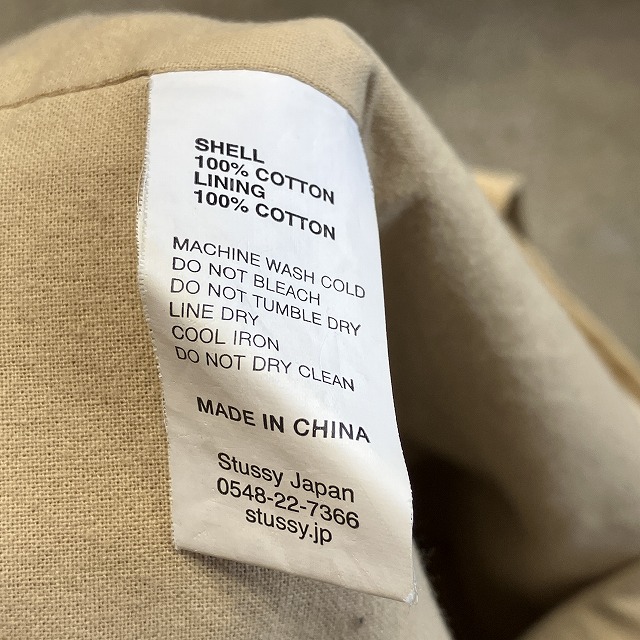 SHELL
100% COTTON
LINING
100% COTTON
MACHINE WASH COLD
DO NOT BLEACH
DO NOT TUMBLE DRY
LINE DRY
COOL IRON
DO NOT DRY CLEAN
MADE IN CHINA
Stussy Japan
0548-22-7366
stussy.jp